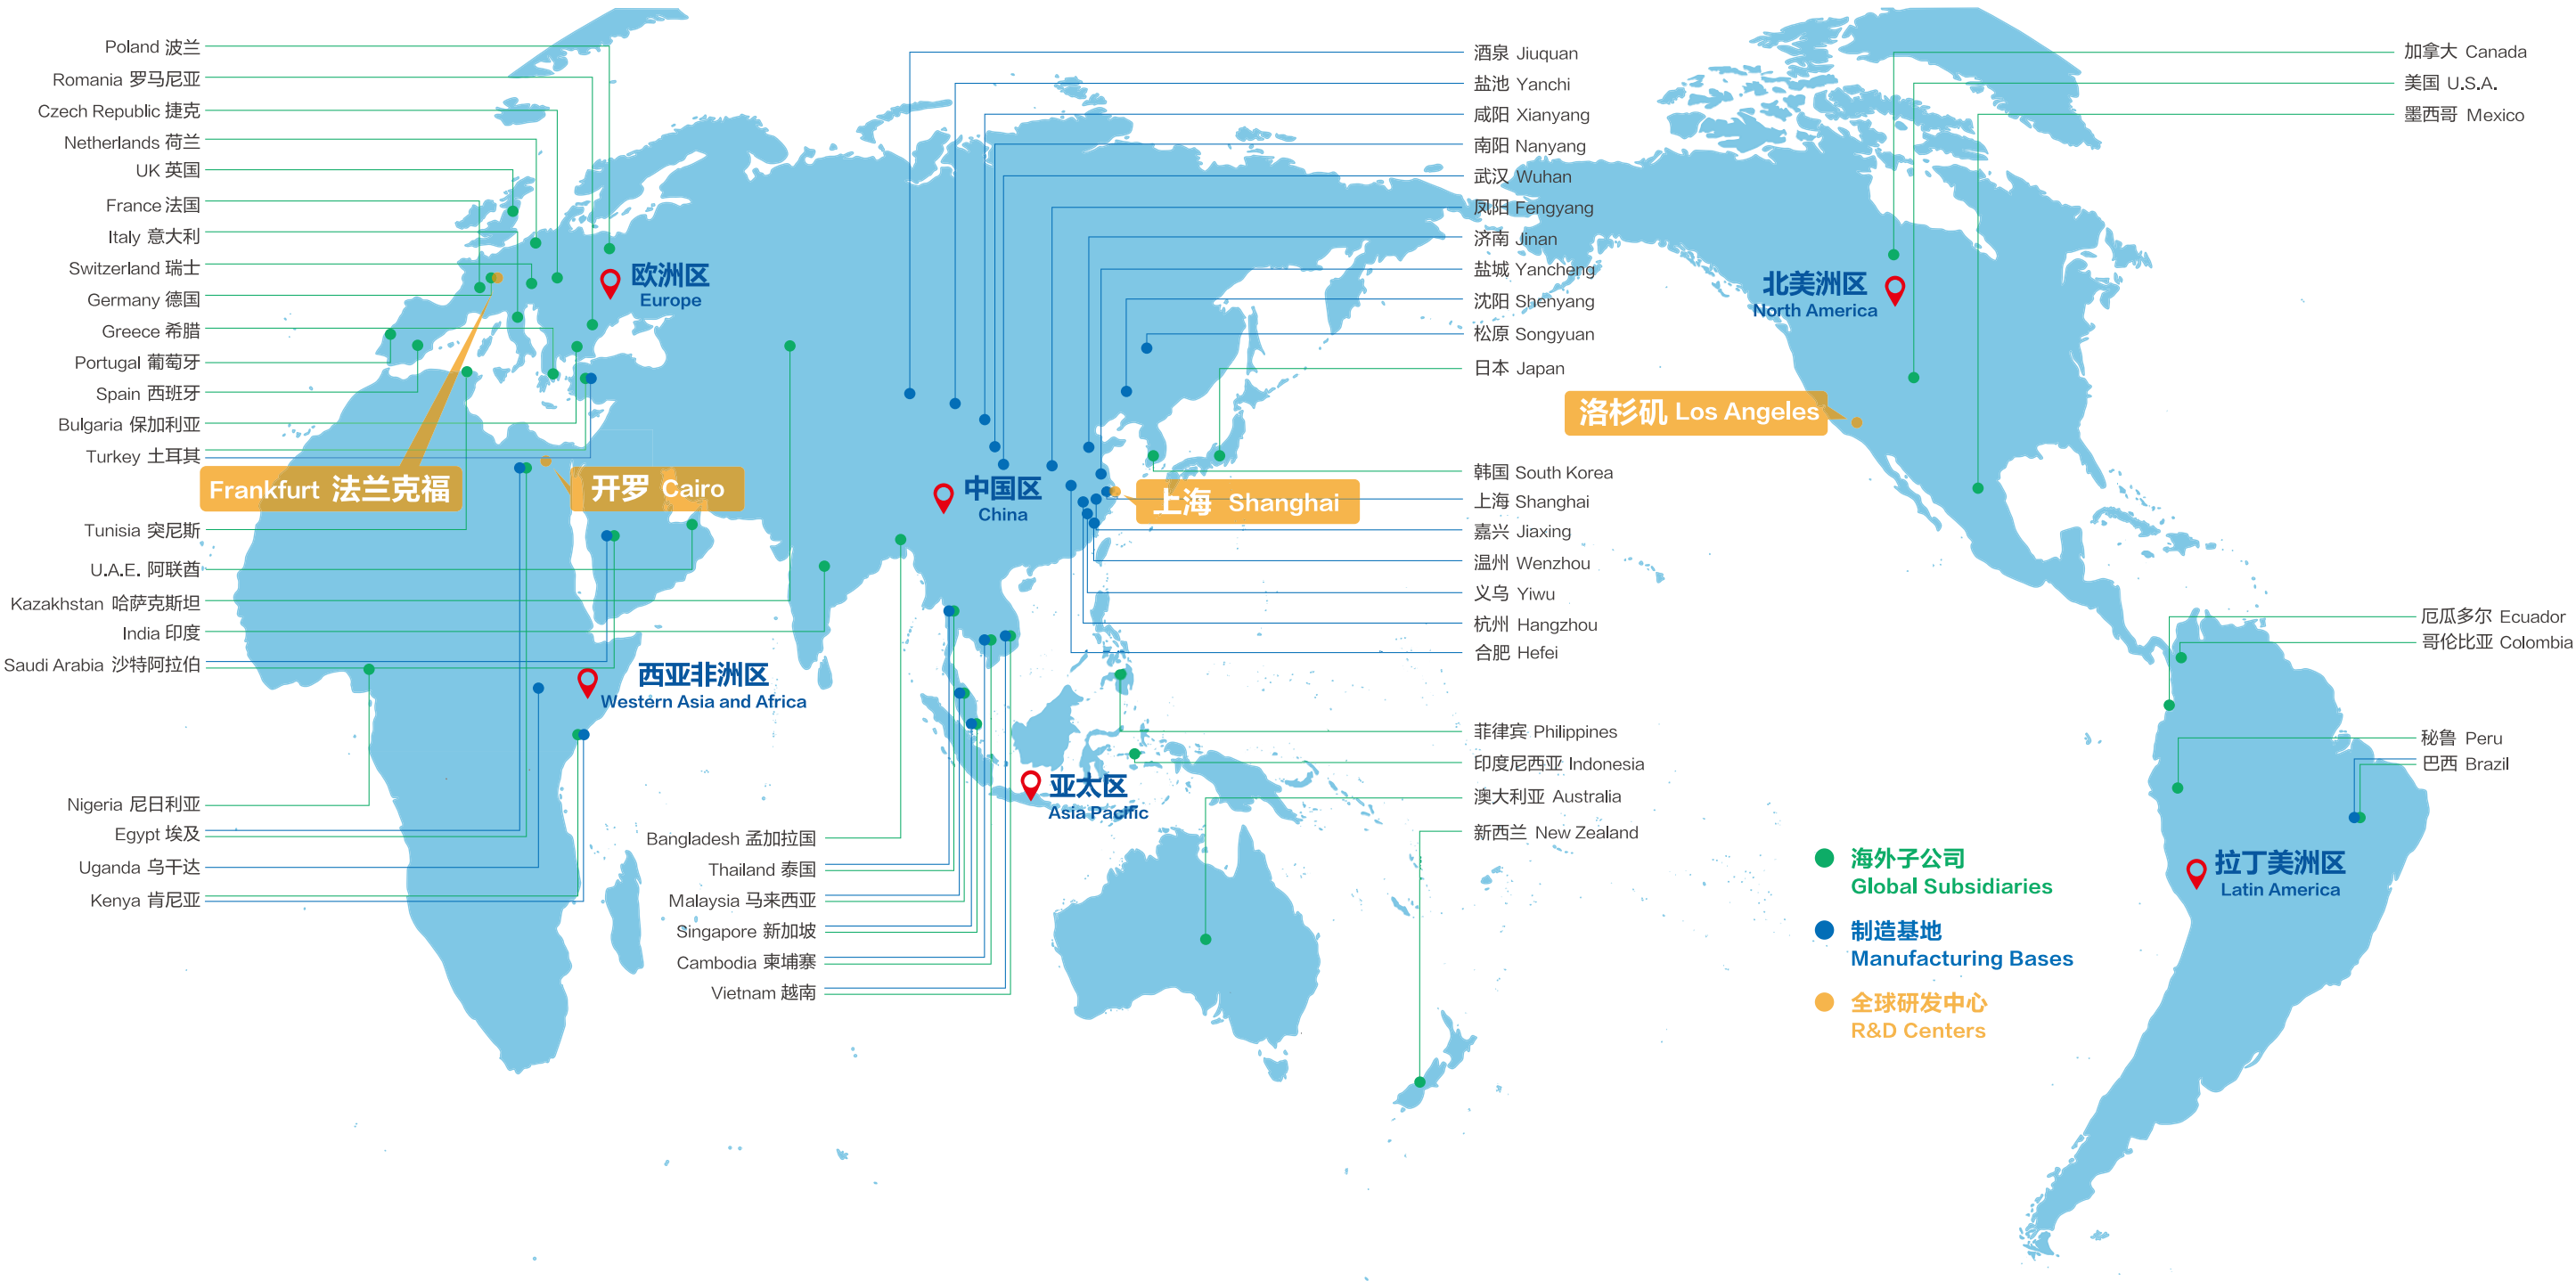 Poland 波兰
Romania 罗马尼亚
Czech Republic 捷克
Netherlands 荷兰
UK 英国
France 法国
Italy 意大利
Switzerland 瑞士
Germany 德国
Greece 希腊
Portugal 葡萄牙
Spain 西班牙
Bulgaria 保加利亚
Turkey 土耳其
Frankfurt 法兰克福
开罗 Cairo
Tunisia 突尼斯
U.A.E. 阿联酋
Kazakhstan 哈萨克斯坦
India 印度
Saudi Arabia 沙特阿拉伯
Nigeria 尼日利亚
Egypt 埃及
Uganda 乌干达
Kenya 肯尼亚
欧洲区
Europe
中国区
China
西亚非洲区
Western Asia and Africa
亚太区
Asia Pacific
Bangladesh 孟加拉国
Thailand 泰国
Malaysia 马来西亚
Singapore 新加坡
Cambodia 柬埔寨
Vietnam 越南
酒泉 Jiuquan
盐池 Yanchi
咸阳 Xianyang
南阳 Nanyang
武汉 Wuhan
凤阳 Fengyang
济南 Jinan
盐城 Yancheng
沈阳 Shenyang
松原 Songyuan
日本 Japan
韩国 South Korea
上海 Shanghai
上海 Shanghai
嘉兴 Jiaxing
温州 Wenzhou
义乌 Yiwu
杭州 Hangzhou
合肥 Hefei
菲律宾 Philippines
印度尼西亚 Indonesia
澳大利亚 Australia
新西兰 New Zealand
加拿大 Canada
美国 U.S.A.
墨西哥 Mexico
北美洲区
North America
洛杉矶 Los Angeles
厄瓜多尔 Ecuador
哥伦比亚 Colombia
秘鲁 Peru
巴西 Brazil
拉丁美洲区
Latin America
海外子公司
Global Subsidiaries
制造基地
Manufacturing Bases
全球研发中心
R&D Centers